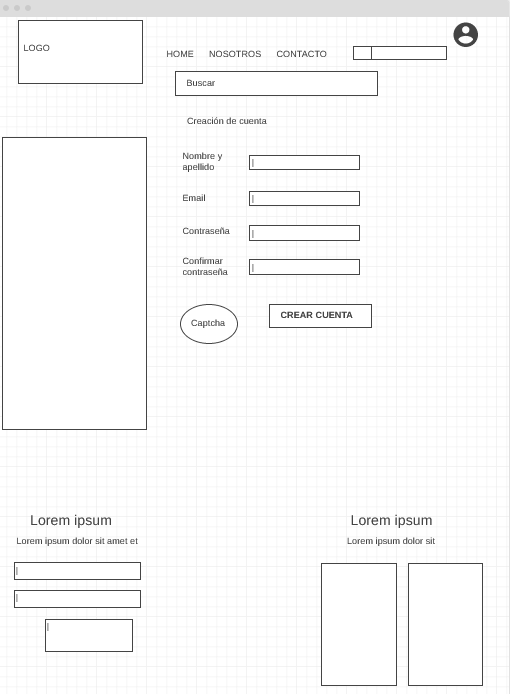 LOGO
HOME NOSOTROS CONTACTO
Buscar
Creación de cuenta
Nombre y
apellido
Email
Contraseña
Confirmar
contraseña
Captcha
CREAR CUENTA
Lorem ipsum
Lorem ipsum dolor sit amet et
Lorem ipsum
Lorem ipsum dolor sit